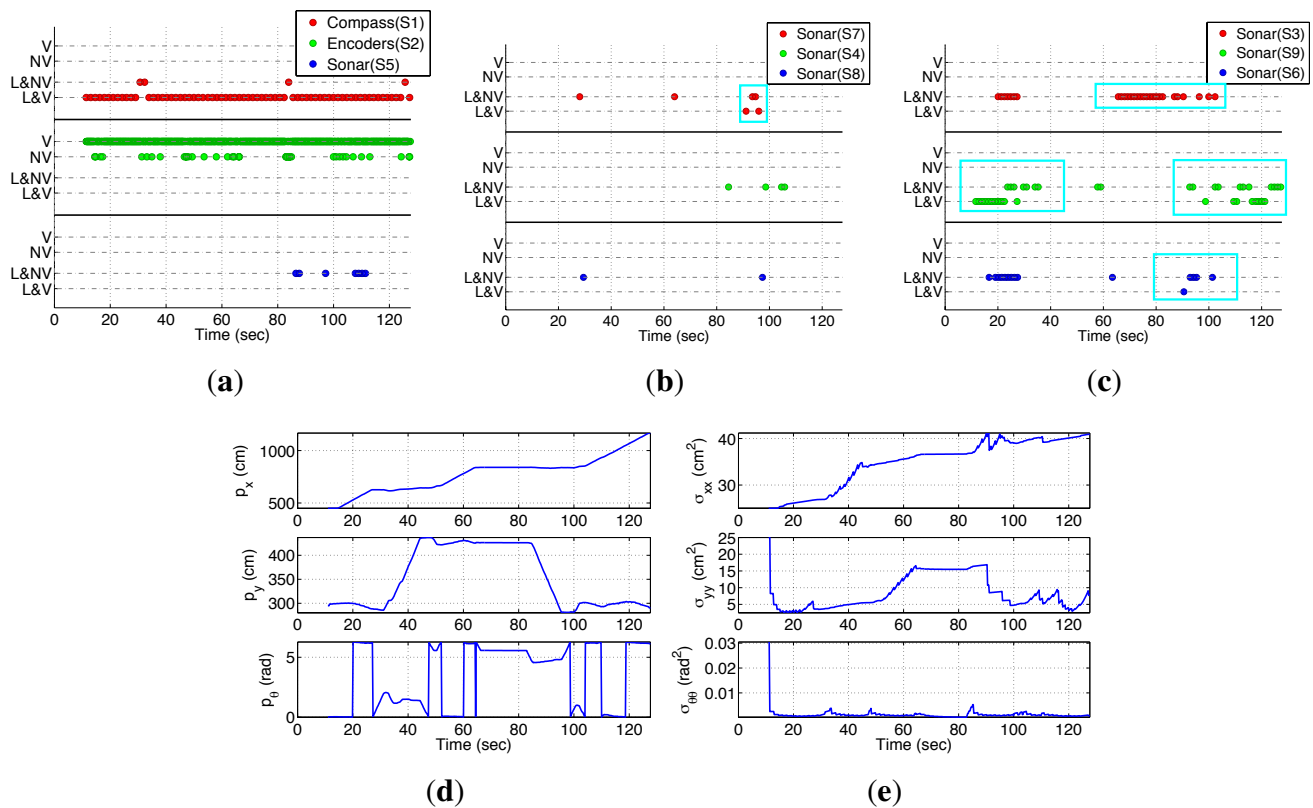 Compass(S1)
Encoders(S2)
Sonar(S5)
V
NV
L&NV
L&V
V
NV
L&NV
L&V
V
NV
L&NV
L&V
0 20 40 60 80 100 120
Time (sec)
(a)
Sonar(S7)
Sonar(S4)
Sonar(S8)
V
NV
L&NV
L&V
V
NV
L&NV
L&V
V
NV
L&NV
L&V
0 20 40 60 80 100 120
Time (sec)
(b)
Sonar(S3)
Sonar(S9)
Sonar(S6)
V
NV
L&NV
L&V
V
NV
L&NV
L&V
V
NV
L&NV
L&V
0 20 40 60 80 100 120
Time (sec)
(c)
p_x (cm)
1000
500
0 20 40 60 80 100 120
p_y (cm)
400
350
300
0 20 40 60 80 100 120
p_θ (rad)
5
0
0 20 40 60 80 100 120
Time (sec)
(d)
σ_xx (cm²)
40
30
0 20 40 60 80 100 120
σ_yy (cm²)
25
20
15
10
5
0 20 40 60 80 100 120
σ_θθ (rad²)
0.03
0.02
0.01
0 20 40 60 80 100 120
Time (sec)
(e)